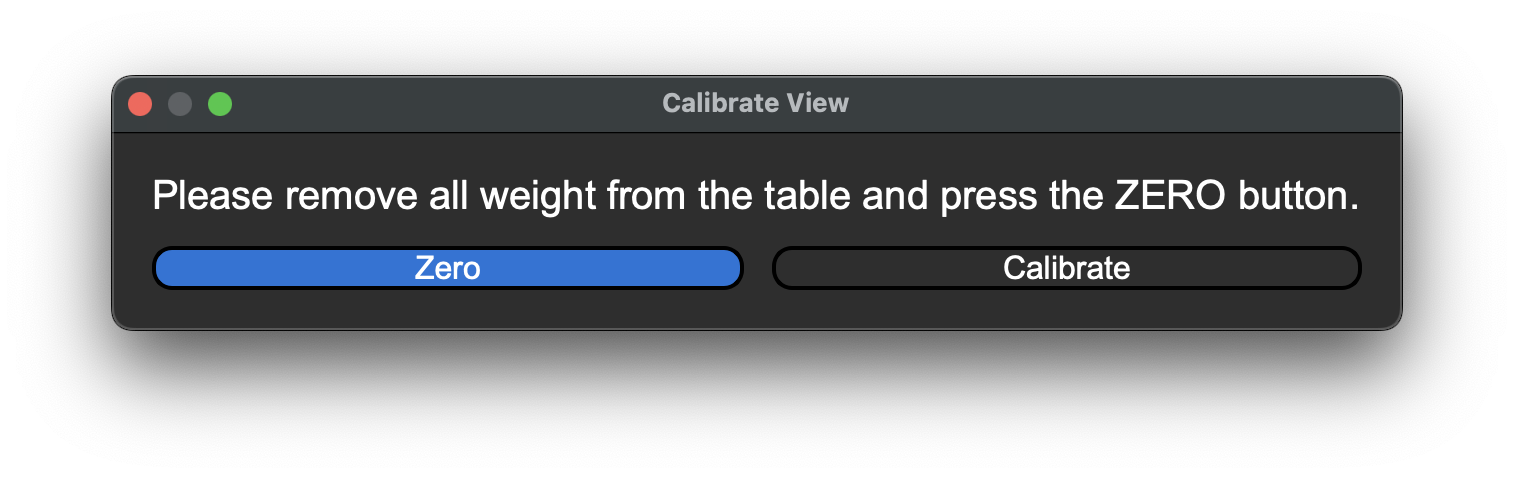 Calibrate View
Please remove all weight from the table and press the ZERO button.
Zero
Calibrate